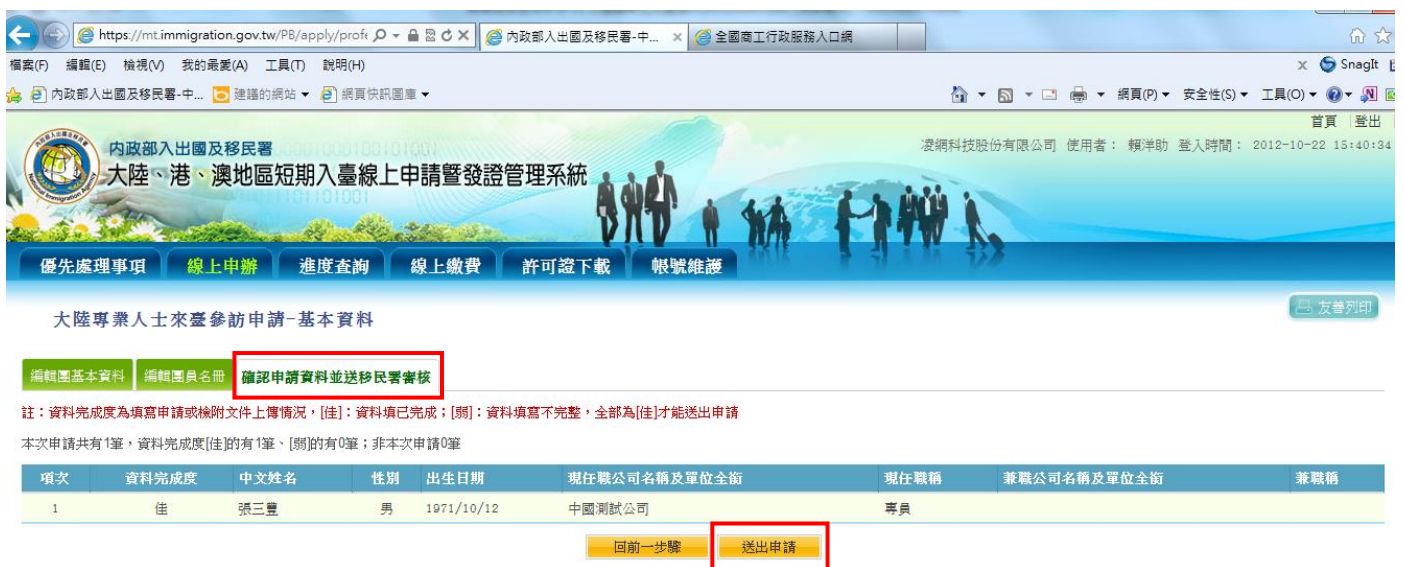 https://mt.immigration.gov.tw/PB/apply/profe
內政部入出國及移民署-中...
全國商工行政服務入口網
檔案(F) 編輯(E) 檢視(V) 我的最愛(A) 工具(T) 說明(H)
x SnagIt
內政部入出國及移民署-中... 建議的網站 網頁快訊圖庫
網頁(P) 安全性(S) 工具(O)
首頁 | 登出
內政部入出國及移民署
大陸、港、澳地區短期入臺線上申請暨發證管理系統
凌網科技股份有限公司 使用者： 賴洋助 登入時間： 2012-10-22 15:40:34
優先處理事項 線上申辦 進度查詢 線上繳費 許可證下載 帳號維護
友善列印
大陸專業人士來臺參訪申請-基本資料
編輯團基本資料 編輯團員名冊 確認申請資料並送移民署審核
註：資料完成度為填寫申請或檢附文件上傳情況，[佳]：資料填已完成；[弱]：資料填寫不完整，全部為[佳]才能送出申請
本次申請共有1筆，資料完成度[佳]的有1筆、[弱]的有0筆；非本次申請0筆
項次 資料完成度 中文姓名 性別 出生日期 現任職公司名稱及單位全銜 現任職稱 兼職公司名稱及單位全銜 兼職稱
1 佳 張三豐 男 1971/10/12 中國測試公司 專員
回前一步驟 送出申請